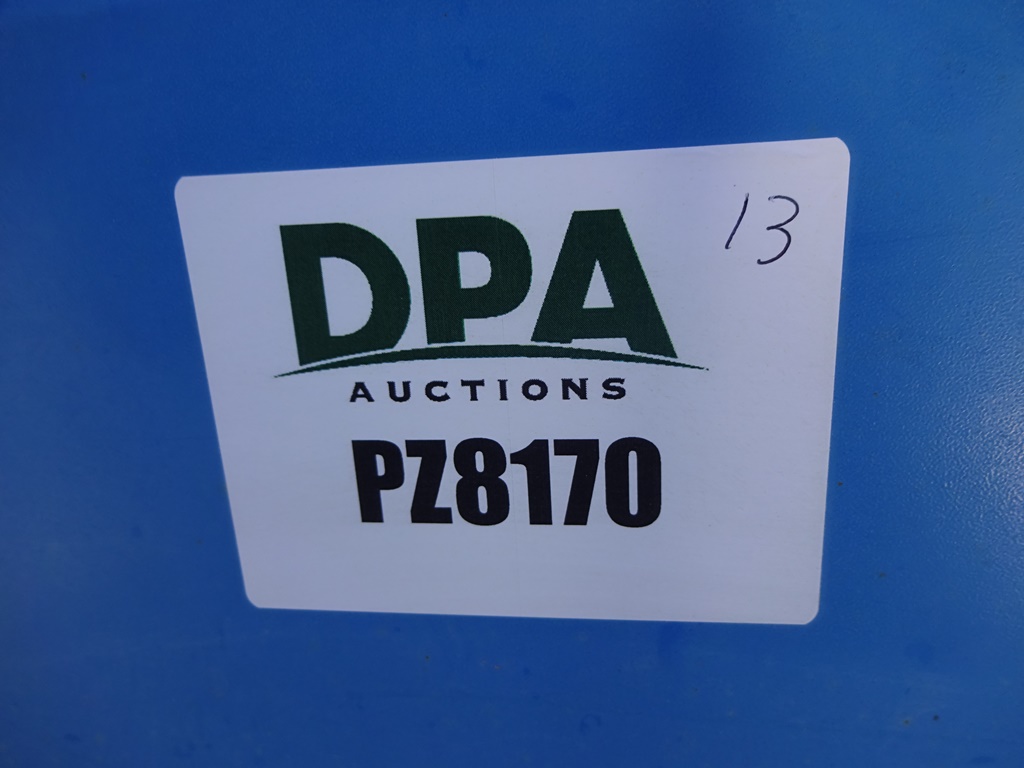 13
DPA
AUCTIONS
PZ8170